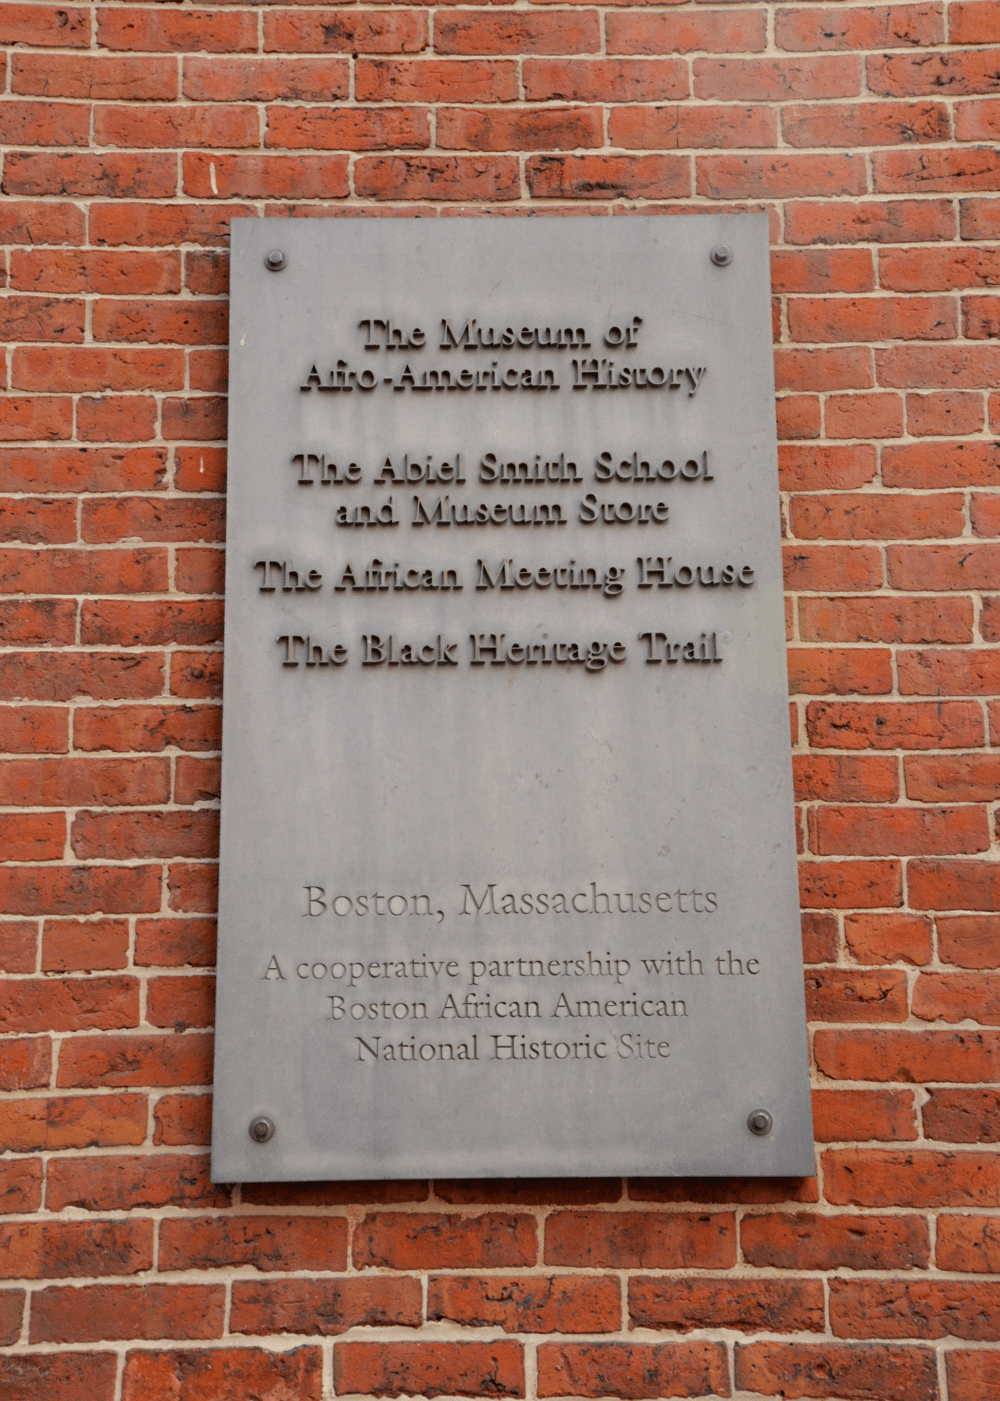 The Museum of
Afro-American History
The Abiel Smith School
and Museum Store
The African Meeting House
The Black Heritage Trail
Boston, Massachusetts
A cooperative partnership with the
Boston African American
National Historic Site